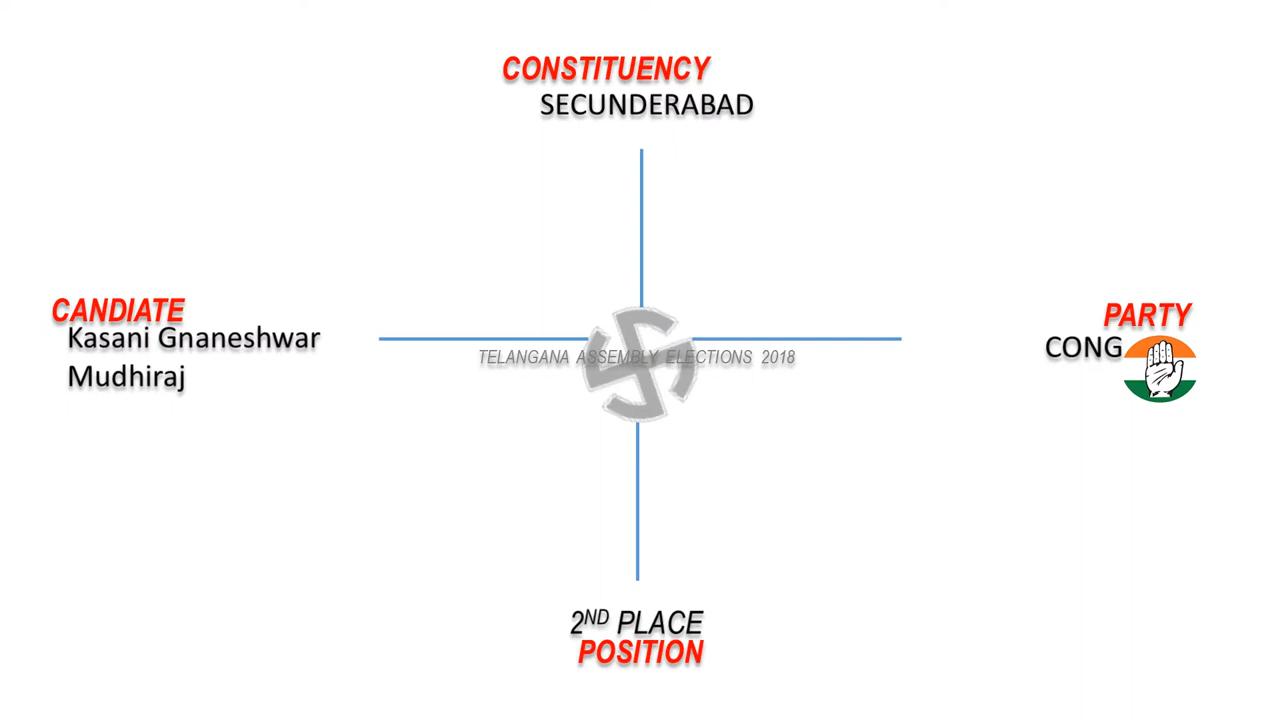 CONSTITUENCY
SECUNDERABAD
CANDIATE
Kasani Gnaneshwar
Mudhiraj
PARTY
CONG
TELANGANA ASSEMBLY ELECTIONS 2018
2ND PLACE
POSITION